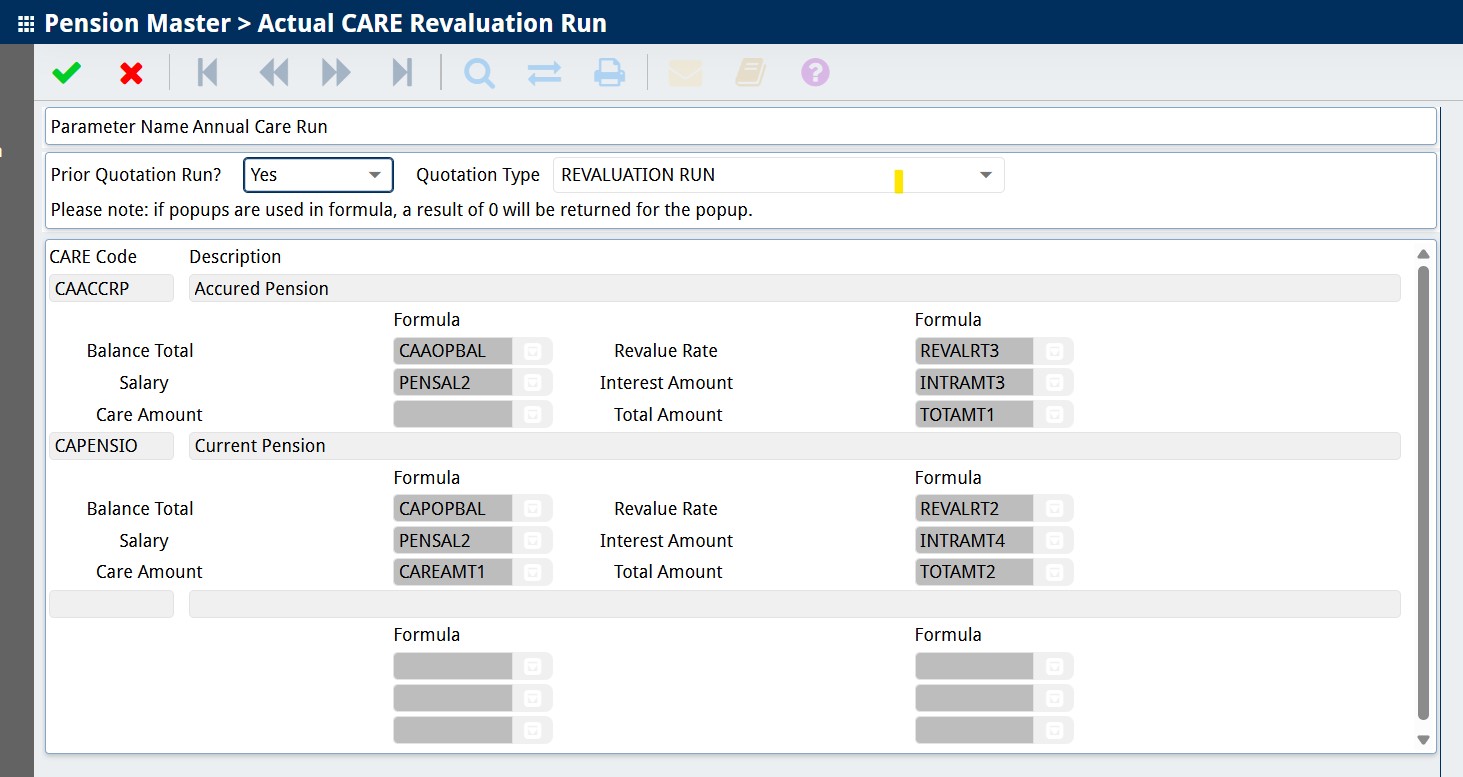 Pension Master > Actual CARE Revaluation Run
Parameter Name Annual Care Run
Prior Quotation Run? Yes Quotation Type REVALUATION RUN
Please note: if popups are used in formula, a result of 0 will be returned for the popup.
CARE Code Description
CAACCRP Accured Pension
Formula Formula
Balance Total CAAOPBAL Revalue Rate REVALRT3
Salary PENSAL2 Interest Amount INTRAMT3
Care Amount Total Amount TOTAMT1
CAPENSIO Current Pension
Formula Formula
Balance Total CAPOPBAL Revalue Rate REVALRT2
Salary PENSAL2 Interest Amount INTRAMT4
Care Amount CAREAMT1 Total Amount TOTAMT2
Formula Formula